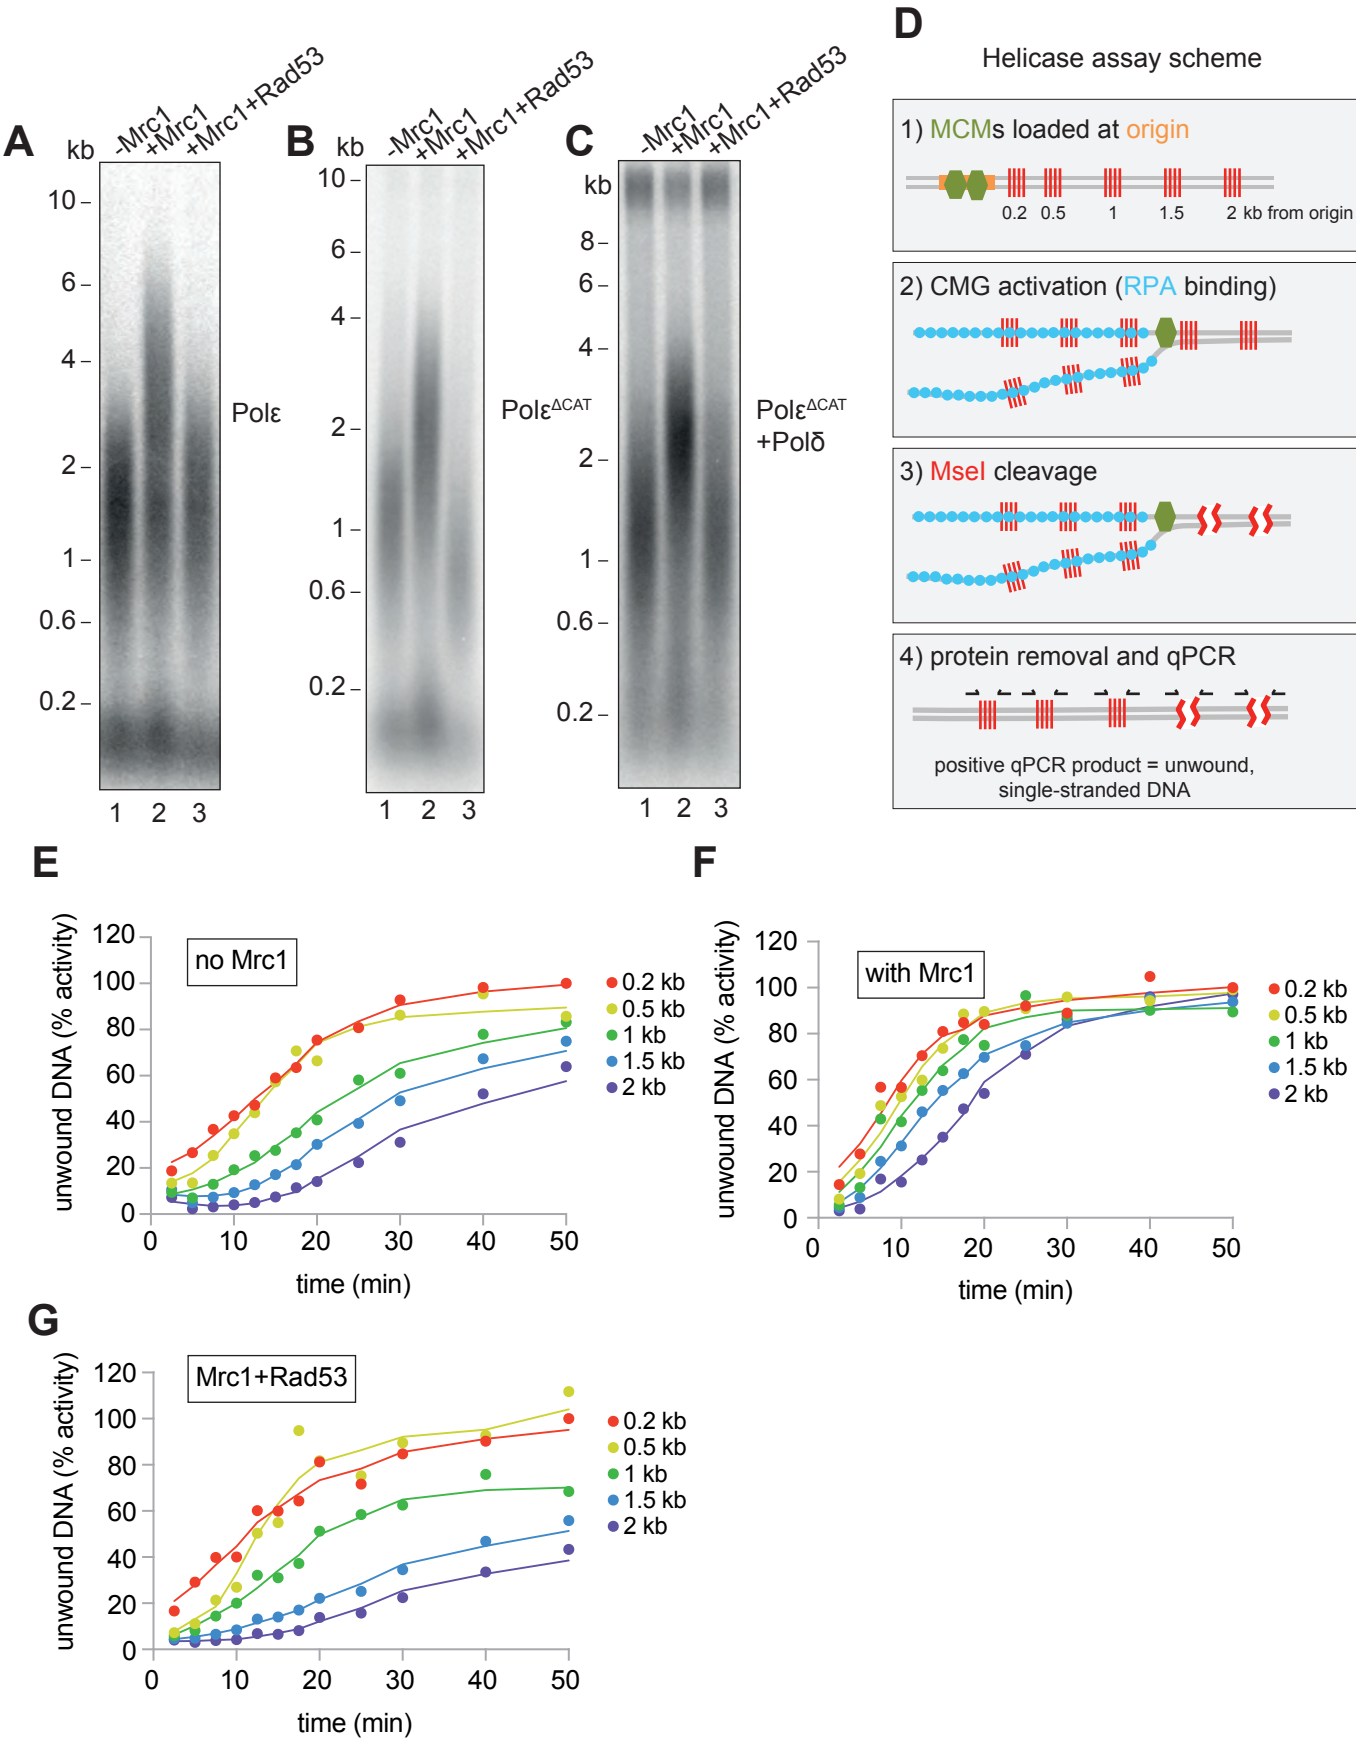 A
kb
-Mrc1
+Mrc1
+Mrc1+Rad53
10
6
4
2
1
0.6
0.2
Polε
1 2 3
B
kb
-Mrc1
+Mrc1
+Mrc1+Rad53
10
6
4
2
1
0.6
0.2
PolεΔCAT
1 2 3
C
kb
-Mrc1
+Mrc1
+Mrc1+Rad53
8
6
4
2
1
0.6
0.2
PolεΔCAT
+Polδ
1 2 3
D
Helicase assay scheme
1) MCMs loaded at origin
0.2 0.5 1 1.5 2 kb from origin
2) CMG activation (RPA binding)
3) MseI cleavage
4) protein removal and qPCR
positive qPCR product = unwound,
single-stranded DNA
E
no Mrc1
unwound DNA (% activity)
120
100
80
60
40
20
0
0 10 20 30 40 50
time (min)
0.2 kb
0.5 kb
1 kb
1.5 kb
2 kb
F
with Mrc1
unwound DNA (% activity)
120
100
80
60
40
20
0
0 10 20 30 40 50
time (min)
0.2 kb
0.5 kb
1 kb
1.5 kb
2 kb
G
Mrc1+Rad53
unwound DNA (% activity)
120
100
80
60
40
20
0
0 10 20 30 40 50
time (min)
0.2 kb
0.5 kb
1 kb
1.5 kb
2 kb